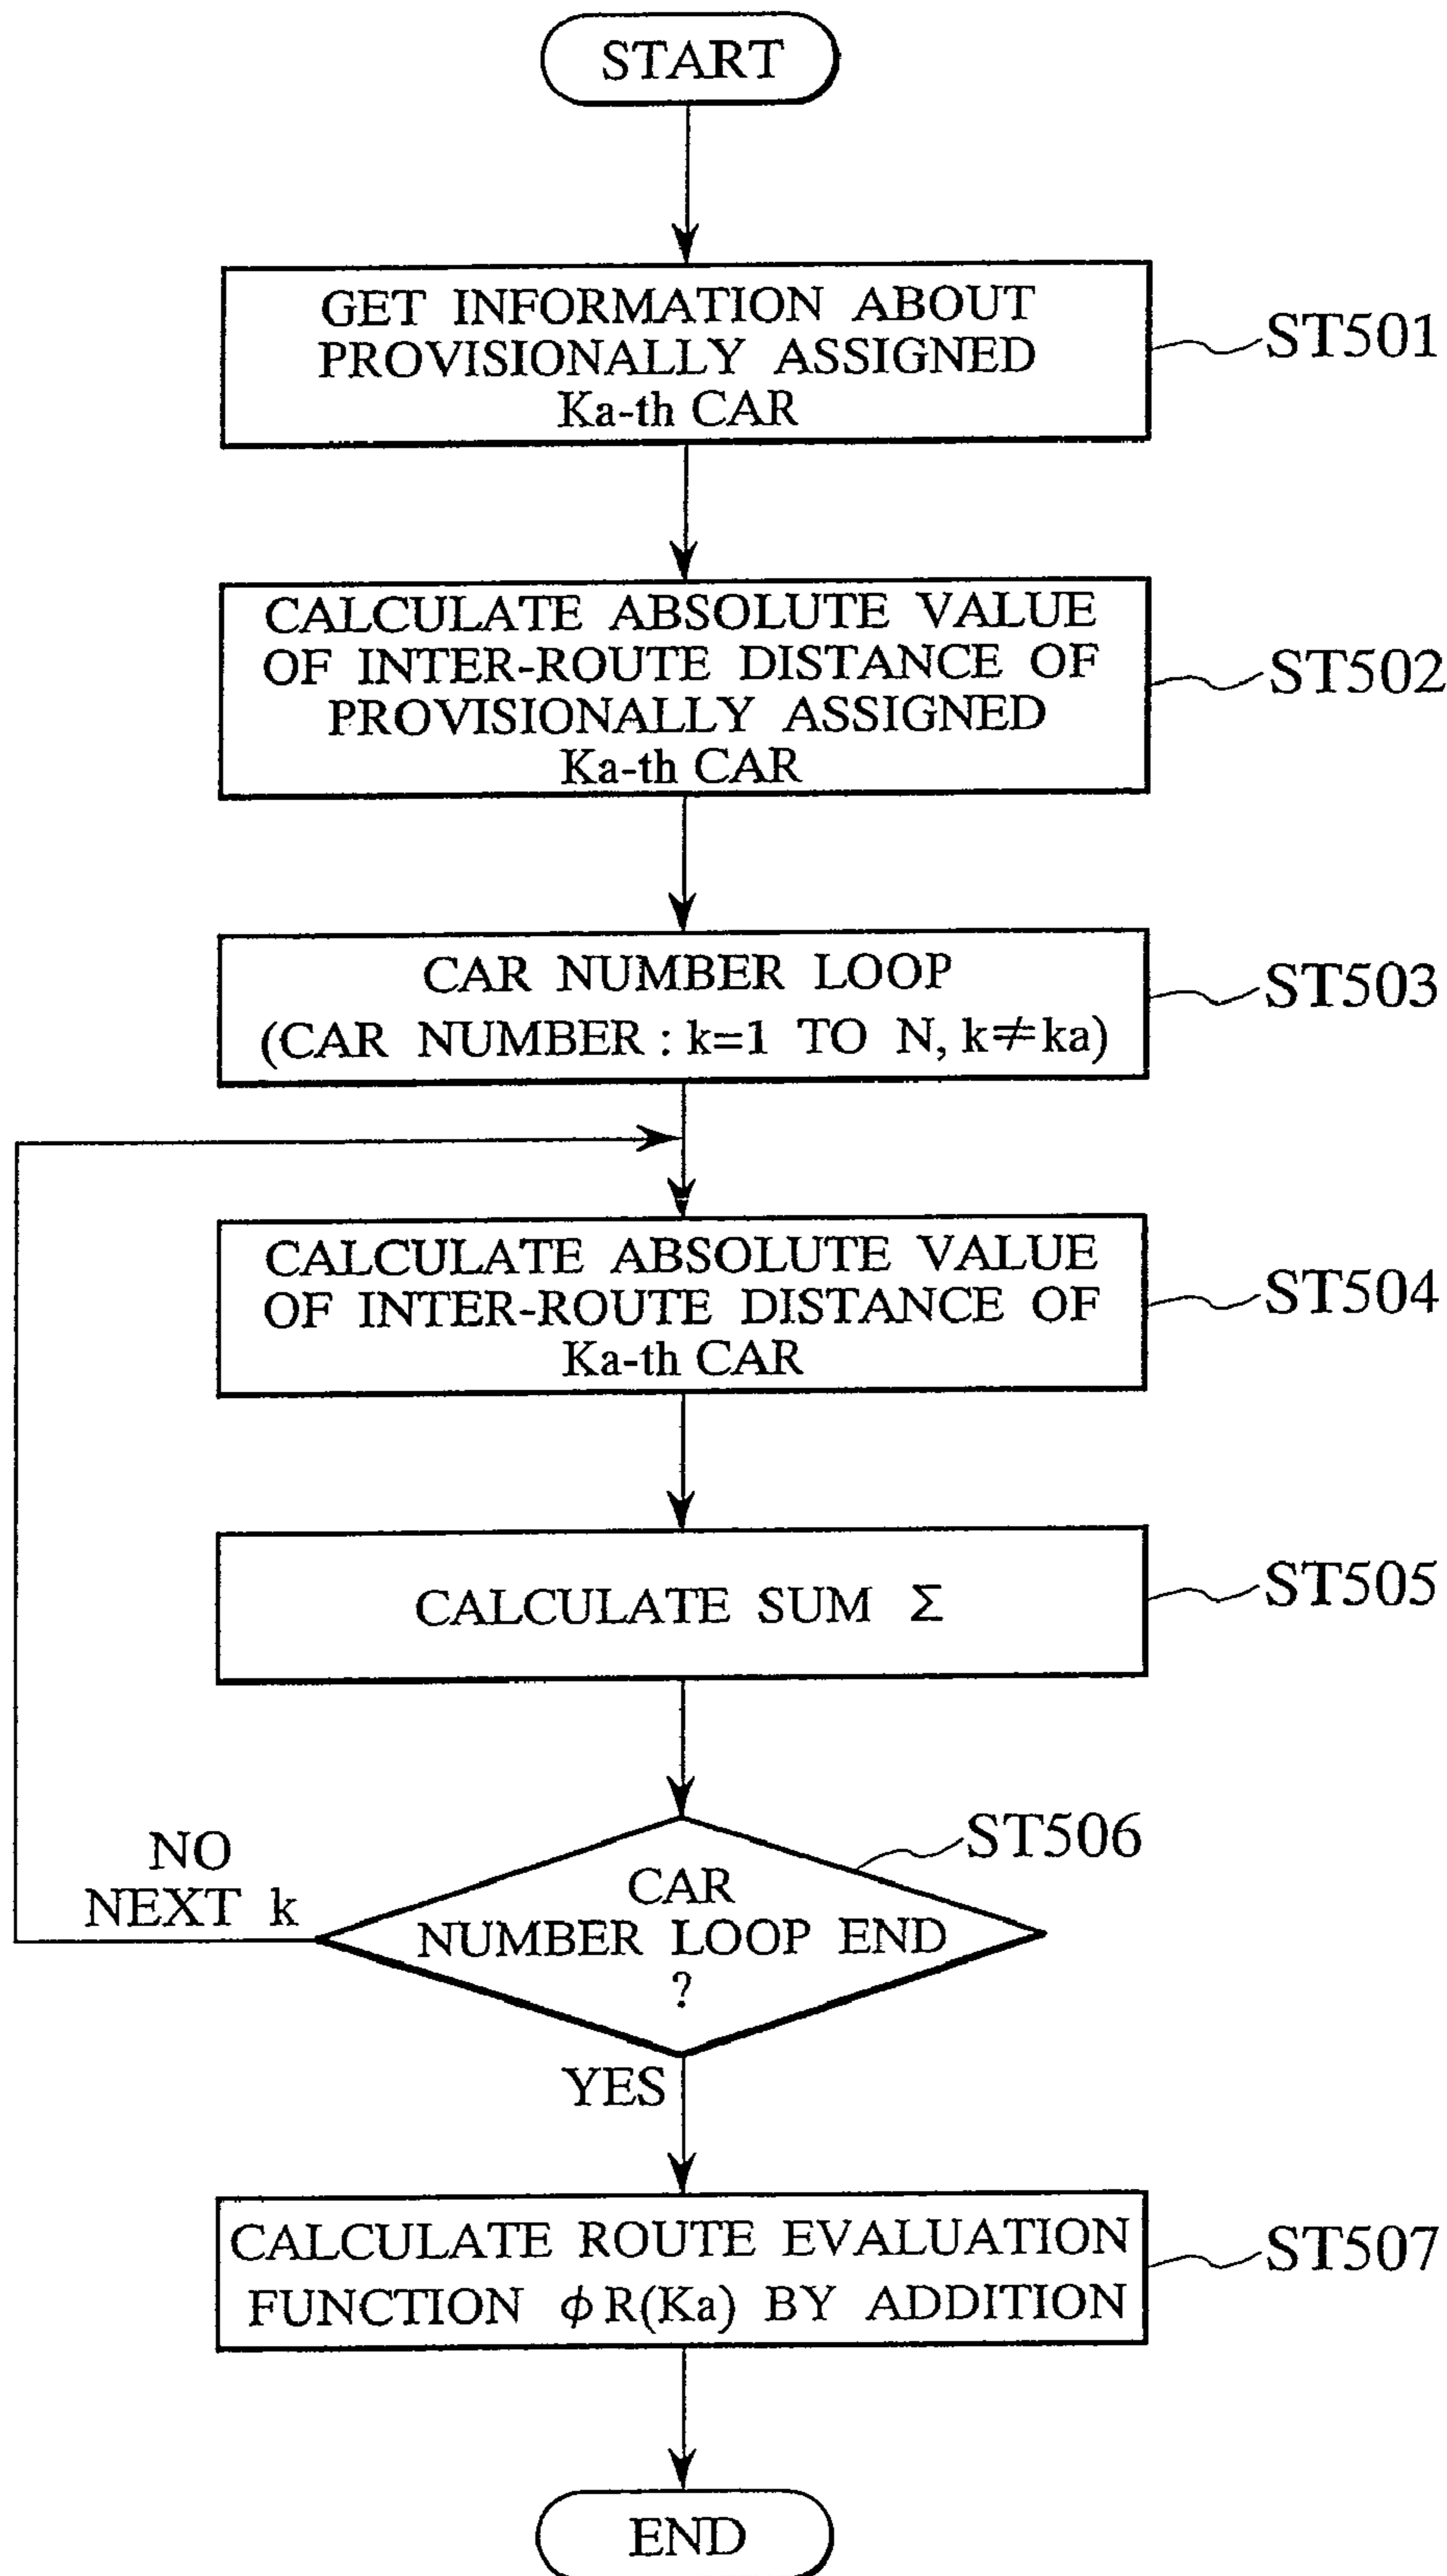 START
GET INFORMATION ABOUT
PROVISIONALLY ASSIGNED
Ka-th CAR
ST501
CALCULATE ABSOLUTE VALUE
OF INTER-ROUTE DISTANCE OF
PROVISIONALLY ASSIGNED
Ka-th CAR
ST502
CAR NUMBER LOOP
(CAR NUMBER : k=1 TO N, k≠ka)
ST503
CALCULATE ABSOLUTE VALUE
OF INTER-ROUTE DISTANCE OF
Ka-th CAR
ST504
CALCULATE SUM Σ
ST505
ST506
CAR
NUMBER LOOP END
?
NO
NEXT k
YES
CALCULATE ROUTE EVALUATION
FUNCTION φR(Ka) BY ADDITION
ST507
END